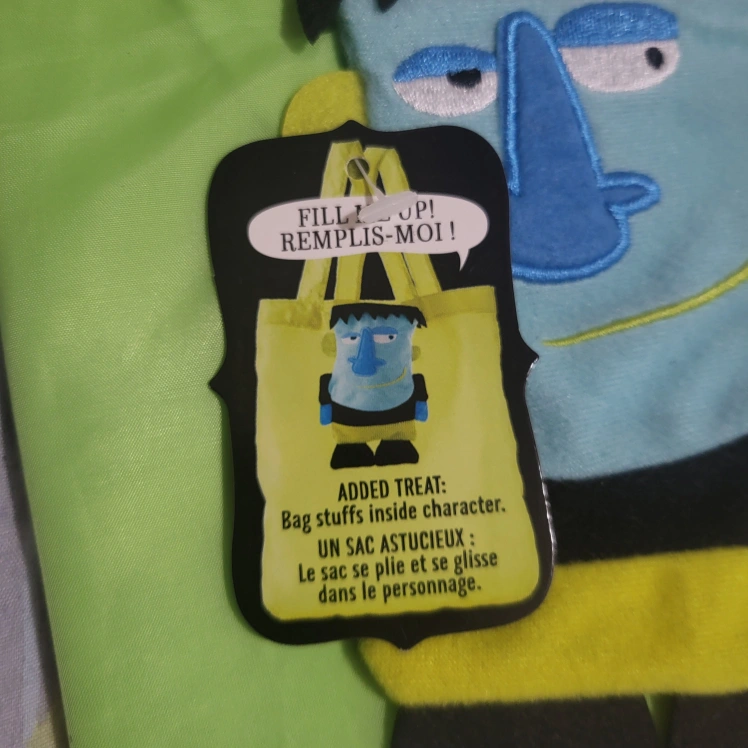 FILL ME UP!
REMPLIS-MOI !
ADDED TREAT:
Bag stuffs inside character.
UN SAC ASTUCIEUX :
Le sac se plie et se glisse
dans le personnage.